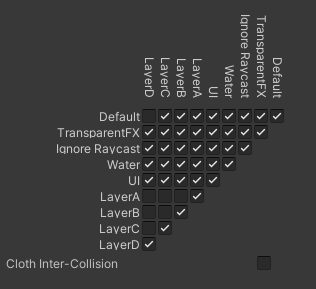 LayerD
LayerC
LayerB
LayerA
UI
Water
Ignore Raycast
TransparentFX
Default
Default
TransparentFX
Ignore Raycast
Water
UI
LayerA
LayerB
LayerC
LayerD
Cloth Inter-Collision